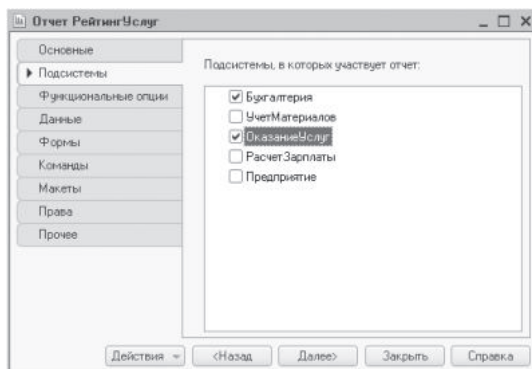 Отчет РейтингУслуг
Основные
Подсистемы
Функциональные опции
Данные
Формы
Команды
Макеты
Права
Прочее
Подсистемы, в которых участвует отчет:
Бухгалтерия
УчетМатериалов
ОказаниеУслуг
РасчетЗарплаты
Предприятие
Действия
<Назад
Далее>
Закрыть
Справка